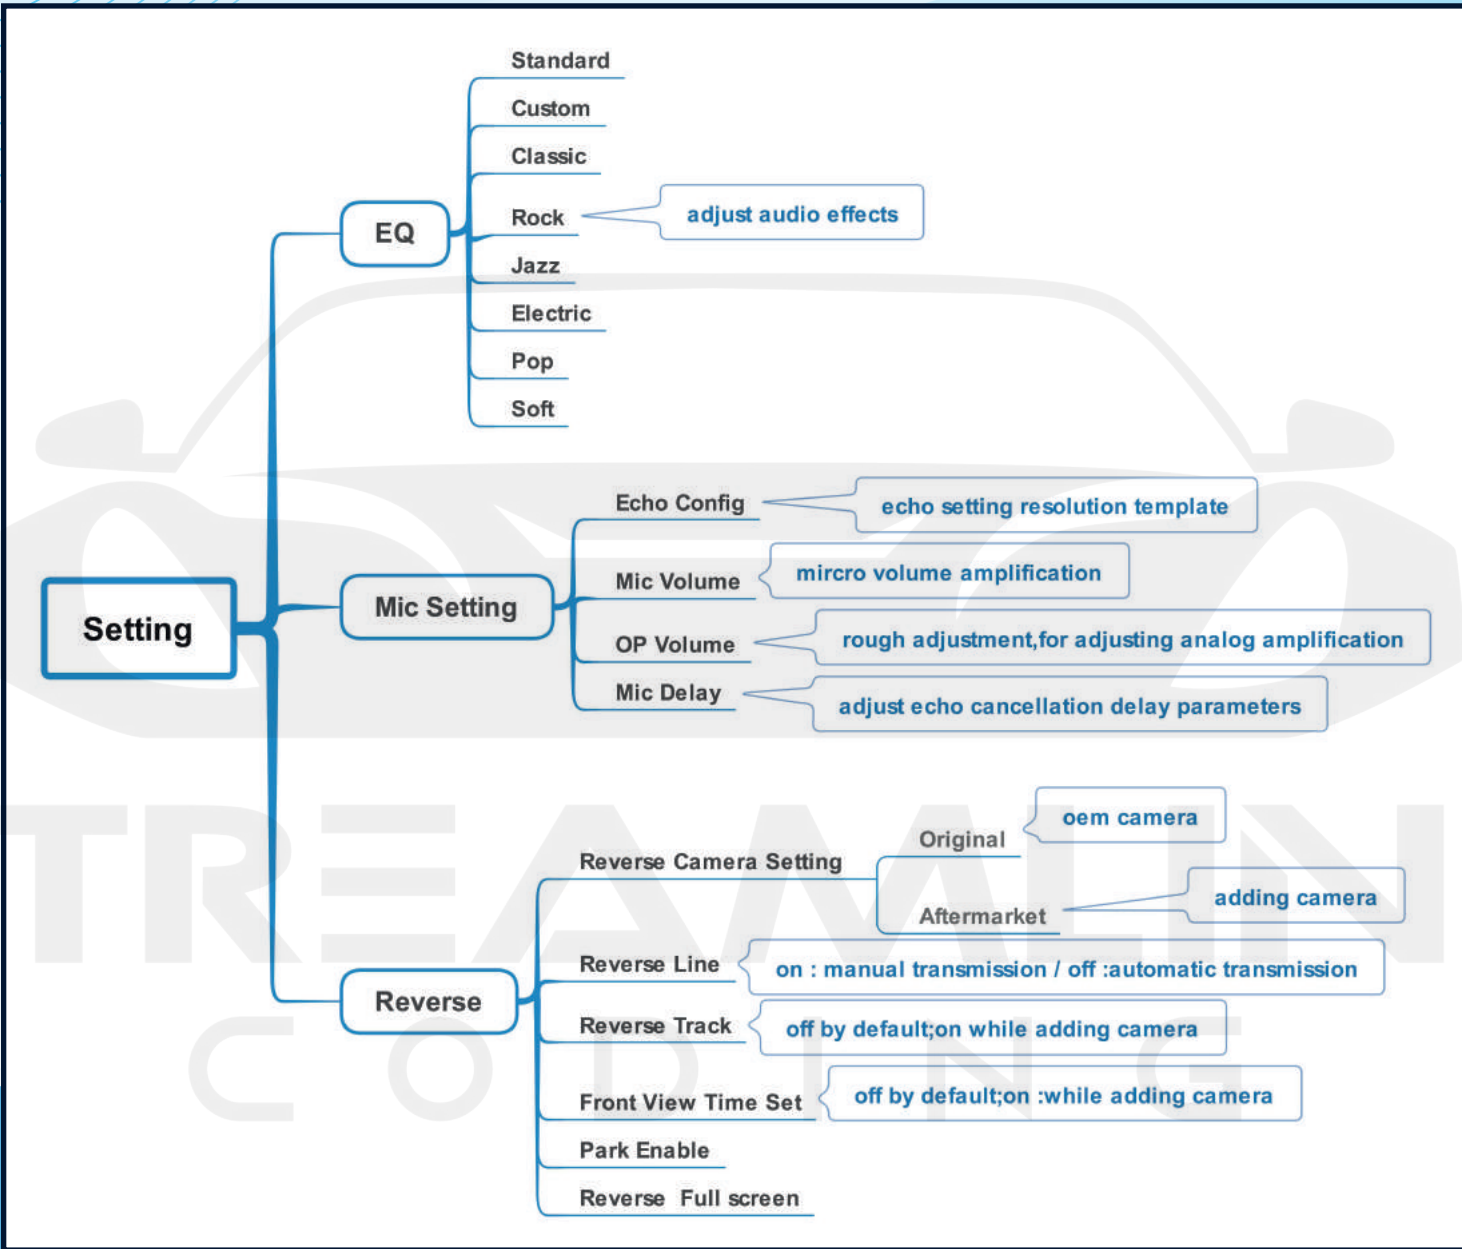 Standard
Custom
Classic
Rock
adjust audio effects
EQ
Jazz
Electric
Pop
Soft
Echo Config
echo setting resolution template
Mic Volume
mircro volume amplification
Mic Setting
Setting
OP Volume
rough adjustment,for adjusting analog amplification
Mic Delay
adjust echo cancellation delay parameters
oem camera
Original
Reverse Camera Setting
adding camera
Aftermarket
Reverse Line
on : manual transmission / off :automatic transmission
Reverse
Reverse Track
off by default;on while adding camera
Front View Time Set
off by default;on :while adding camera
Park Enable
Reverse  Full screen
TREAMLIN
CODING